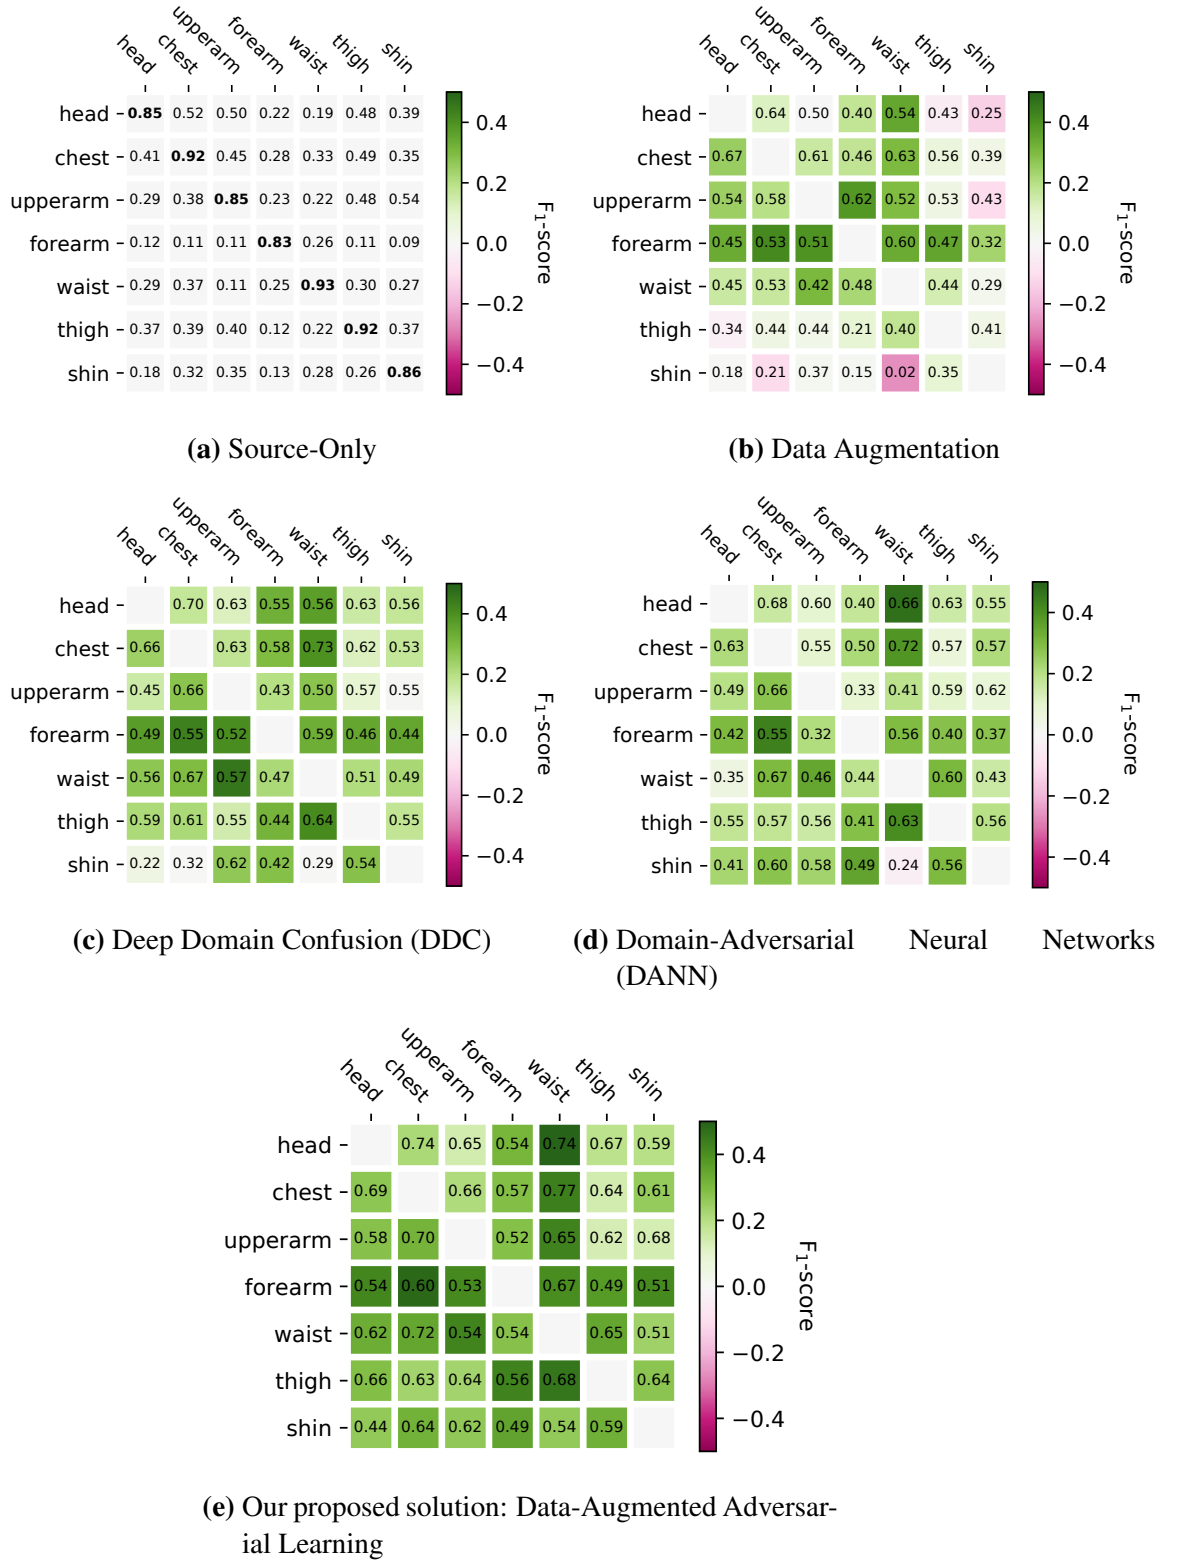 head chest upperarm forearm waist thigh shin
head 0.85 0.52 0.50 0.22 0.19 0.48 0.39
chest 0.41 0.92 0.45 0.28 0.33 0.49 0.35
upperarm 0.29 0.38 0.85 0.23 0.22 0.48 0.54
forearm 0.12 0.11 0.11 0.83 0.26 0.11 0.09
waist 0.29 0.37 0.11 0.25 0.93 0.30 0.27
thigh 0.37 0.39 0.40 0.12 0.22 0.92 0.37
shin 0.18 0.32 0.35 0.13 0.28 0.26 0.86
0.4
0.2
0.0
−0.2
−0.4
F₁-score
(a) Source-Only
head chest upperarm forearm waist thigh shin
head 0.64 0.50 0.40 0.54 0.43 0.25
chest 0.67 0.61 0.46 0.63 0.56 0.39
upperarm 0.54 0.58 0.62 0.52 0.53 0.43
forearm 0.45 0.53 0.51 0.60 0.47 0.32
waist 0.45 0.53 0.42 0.48 0.44 0.29
thigh 0.34 0.44 0.44 0.21 0.40 0.41
shin 0.18 0.21 0.37 0.15 0.02 0.35
0.4
0.2
0.0
−0.2
−0.4
F₁-score
(b) Data Augmentation
head chest upperarm forearm waist thigh shin
head 0.70 0.63 0.55 0.56 0.63 0.56
chest 0.66 0.63 0.58 0.73 0.62 0.53
upperarm 0.45 0.66 0.43 0.50 0.57 0.55
forearm 0.49 0.55 0.52 0.59 0.46 0.44
waist 0.56 0.67 0.57 0.47 0.51 0.49
thigh 0.59 0.61 0.55 0.44 0.64 0.55
shin 0.22 0.32 0.62 0.42 0.29 0.54
0.4
0.2
0.0
−0.2
−0.4
F₁-score
(c) Deep Domain Confusion (DDC)
head chest upperarm forearm waist thigh shin
head 0.68 0.60 0.40 0.66 0.63 0.55
chest 0.63 0.55 0.50 0.72 0.57 0.57
upperarm 0.49 0.66 0.33 0.41 0.59 0.62
forearm 0.42 0.55 0.32 0.56 0.40 0.37
waist 0.35 0.67 0.46 0.44 0.60 0.43
thigh 0.55 0.57 0.56 0.41 0.63 0.56
shin 0.41 0.60 0.58 0.49 0.24 0.56
0.4
0.2
0.0
−0.2
−0.4
F₁-score
(d) Domain-Adversarial Neural Networks
(DANN)
head chest upperarm forearm waist thigh shin
head 0.74 0.65 0.54 0.74 0.67 0.59
chest 0.69 0.66 0.57 0.77 0.64 0.61
upperarm 0.58 0.70 0.52 0.65 0.62 0.68
forearm 0.54 0.60 0.53 0.67 0.49 0.51
waist 0.62 0.72 0.54 0.54 0.65 0.51
thigh 0.66 0.63 0.64 0.56 0.68 0.64
shin 0.44 0.64 0.62 0.49 0.54 0.59
0.4
0.2
0.0
−0.2
−0.4
F₁-score
(e) Our proposed solution: Data-Augmented Adversar-
ial Learning